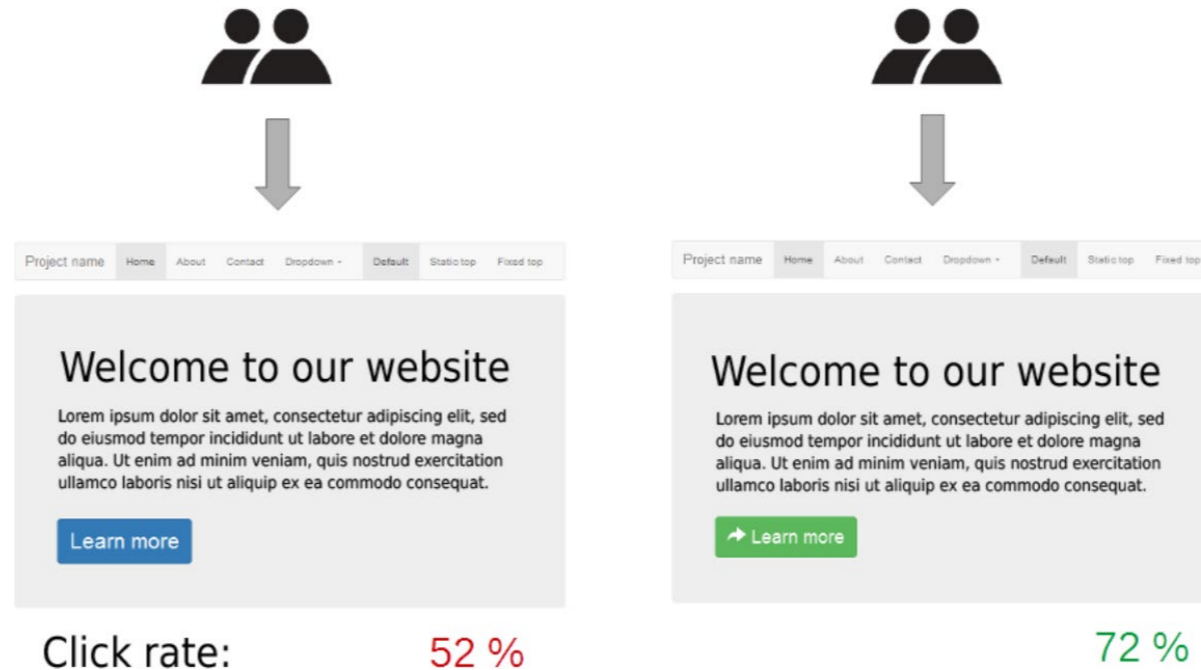 Project name Home About Contact Dropdown Default Static top Fixed top
Welcome to our website
Lorem ipsum dolor sit amet, consectetur adipiscing elit, sed
do eiusmod tempor incididunt ut labore et dolore magna
aliqua. Ut enim ad minim veniam, quis nostrud exercitation
ullamco laboris nisi ut aliquip ex ea commodo consequat.
Learn more
Click rate: 52 %
Project name Home About Contact Dropdown Default Static top Fixed top
Welcome to our website
Lorem ipsum dolor sit amet, consectetur adipiscing elit, sed
do eiusmod tempor incididunt ut labore et dolore magna
aliqua. Ut enim ad minim veniam, quis nostrud exercitation
ullamco laboris nisi ut aliquip ex ea commodo consequat.
Learn more
72 %